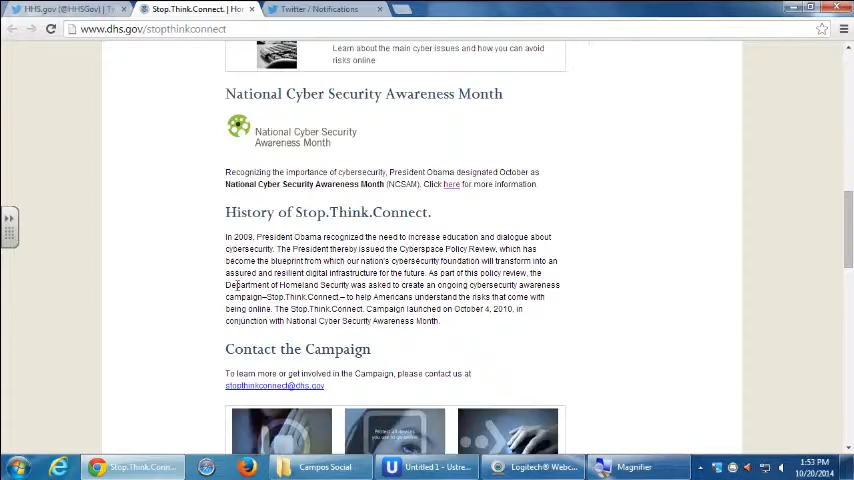 HHS.gov (@HHSGov) | T
Stop.Think.Connect. | Ho
Twitter / Notifications
www.dhs.gov/stopthinkconnect
Learn about the main cyber issues and how you can avoid
risks online
National Cyber Security Awareness Month
National Cyber Security
Awareness Month
Recognizing the importance of cybersecurity, President Obama designated October as
National Cyber Security Awareness Month (NCSAM). Click here for more information.
History of Stop.Think.Connect.
In 2009, President Obama recognized the need to increase education and dialogue about
cybersecurity. The President thereby issued the Cyberspace Policy Review, which has
become the blueprint from which our nation's cybersecurity foundation will transform into an
assured and resilient digital infrastructure for the future. As part of this policy review, the
Department of Homeland Security was asked to create an ongoing cybersecurity awareness
campaign–Stop.Think.Connect.– to help Americans understand the risks that come with
being online. The Stop.Think.Connect. Campaign launched on October 4, 2010, in
conjunction with National Cyber Security Awareness Month.
Contact the Campaign
To learn more or get involved in the Campaign, please contact us at
stopthinkconnect@dhs.gov
Protect all devices
you use to go online
Stop.Think.Conn...
Campos Social
Untitled 1 - Ustre...
Logitech® Webc...
Magnifier
1:53 PM
10/20/2014